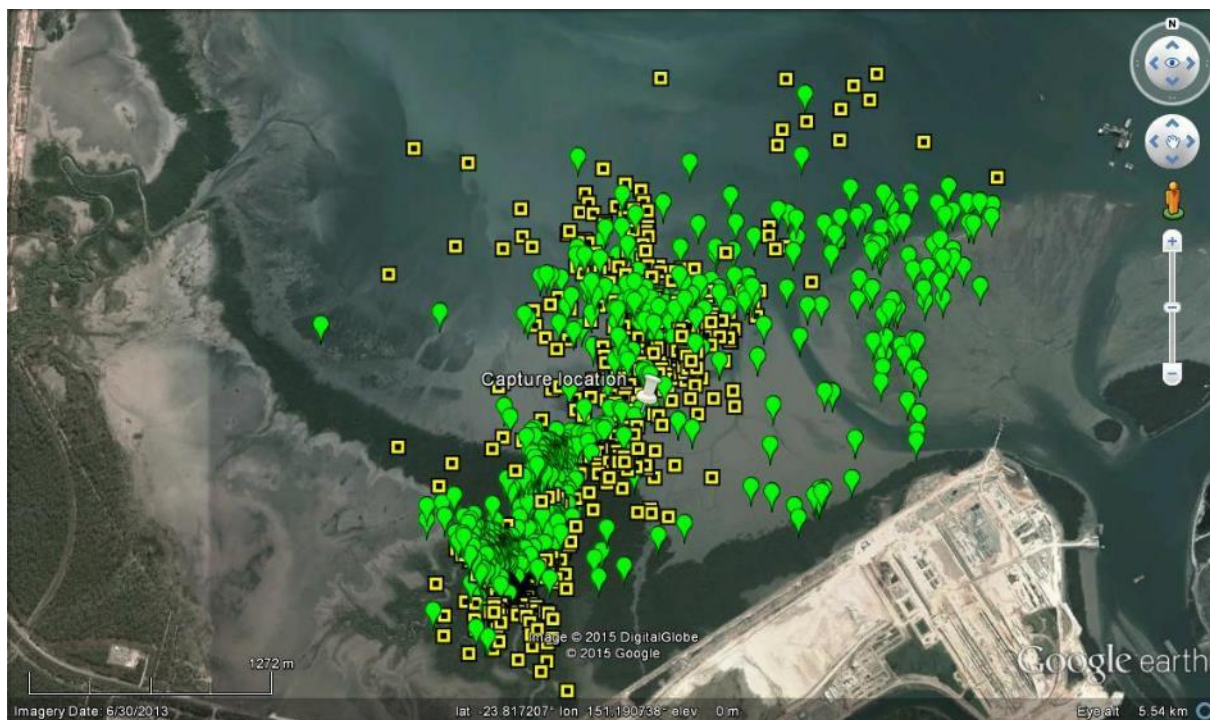 N
Capture location
Image © 2015 DigitalGlobe
© 2015 Google
1272 m
Google earth
Imagery Date: 6/30/2013
lat -23.817207° lon 151.190738° elev 0 m
Eye alt 5.54 km